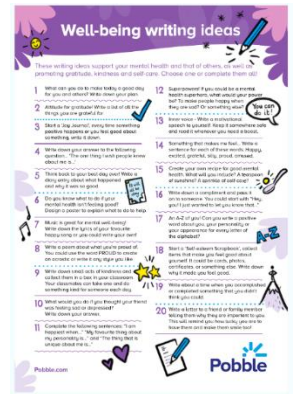 Well-being writing ideas
These writing ideas support your mental health and that of others, as well as
promoting gratitude, kindness and self-care. Choose one or complete them all!
1 What can you do to make today a good day
for you and others? Write down your plan
2 Attitude for gratitude! Write a list of all the
things you are grateful for
3 Start a 'Joy Journal', every time something
positive happens or you feel good about
something, write it down.
4 Write down your answer to the following
question.. 'The one thing I wish people knew
about me is...'
5 Think back to your best day ever! Write a
diary entry about what happened
and why it was so good
6 Do you know what to do if your
mental health isn't feeling good?
Design a poster to explain what to do to help
7 Music is great for mental well-being!
Write down the lyrics of your favourite
happy song or you could write your own!
8 Write a poem about what you're proud of.
You could use the word PROUD to create
an acrostic or write it any style you like
9 Write down small acts of kindness and
collect them in a box in your classroom.
Your classmates can take one and do
something kind for someone each day
10 What would you do if you thought your friend
was feeling sad or depressed?
Write down your answer.
11 Complete the following sentences: "I am
happiest when...", "My favourite thing about
my personality is..." and "The thing that is
unique about me is..."
12 Superpower! If you could be a mental
health superhero, what would your power
be? To make people happy when
they are sad? Or something else?
You can
do it!
13 Inner voice - Write a motivational
speech to yourself! Keep it somewhere
and read it whenever you need a boost.
14 Something that makes me feel... Write a
sentence for each of these words. Happy,
excited, grateful, silly, proud, amused,
15 Create your own recipe for good mental
health. What will you include? A teaspoon
of sunshine? A sprinkle of self-care?
16 Write down a compliment and pass it
on to someone. You could start with "Hey,
you! I just wanted to let you know that..."
17 An A-Z of you! Can you write a positive
word about you, your personality or
your appearance for every letter of
the alphabet?
18 Start a 'Self-esteem Scrapbook', collect
items that make you feel good about
yourself. It could be cards, photos,
certificates, or something else. Write down
why it made you feel good.
19 Write about a time when you accomplished
or completed something that you didn't
think you could.
20 Write a letter to a friend or family member
telling them why they are important to you.
This will remind you how lucky you are to
have them and make them smile too!
Pobble.com
Pobble